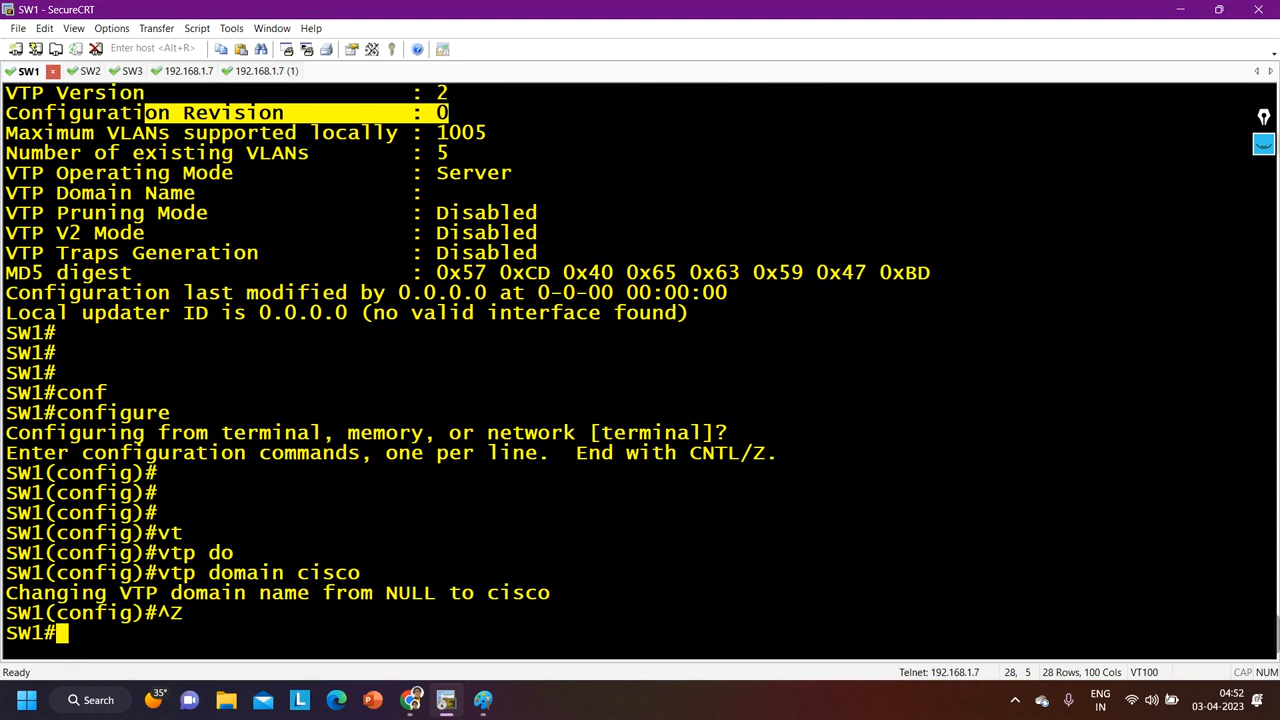 SW1 - SecureCRT
File Edit View Options Transfer Script Tools Window Help
Enter host <Alt+R>
SW1 x SW2 SW3 192.168.1.7 192.168.1.7 (1)
VTP Version : 2
Configuration Revision : 0
Maximum VLANs supported locally : 1005
Number of existing VLANs : 5
VTP Operating Mode : Server
VTP Domain Name :
VTP Pruning Mode : Disabled
VTP V2 Mode : Disabled
VTP Traps Generation : Disabled
MD5 digest : 0x57 0xCD 0x40 0x65 0x63 0x59 0x47 0xBD
Configuration last modified by 0.0.0.0 at 0-0-00 00:00:00
Local updater ID is 0.0.0.0 (no valid interface found)
SW1#
SW1#
SW1#
SW1#conf
SW1#configure
Configuring from terminal, memory, or network [terminal]?
Enter configuration commands, one per line.  End with CNTL/Z.
SW1(config)#
SW1(config)#
SW1(config)#
SW1(config)#vt
SW1(config)#vtp do
SW1(config)#vtp domain cisco
Changing VTP domain name from NULL to cisco
SW1(config)#^Z
SW1#
Ready Telnet: 192.168.1.7 28, 5 28 Rows, 100 Cols VT100 CAP NUM
Search 35° L ENG IN 04:52 03-04-2023